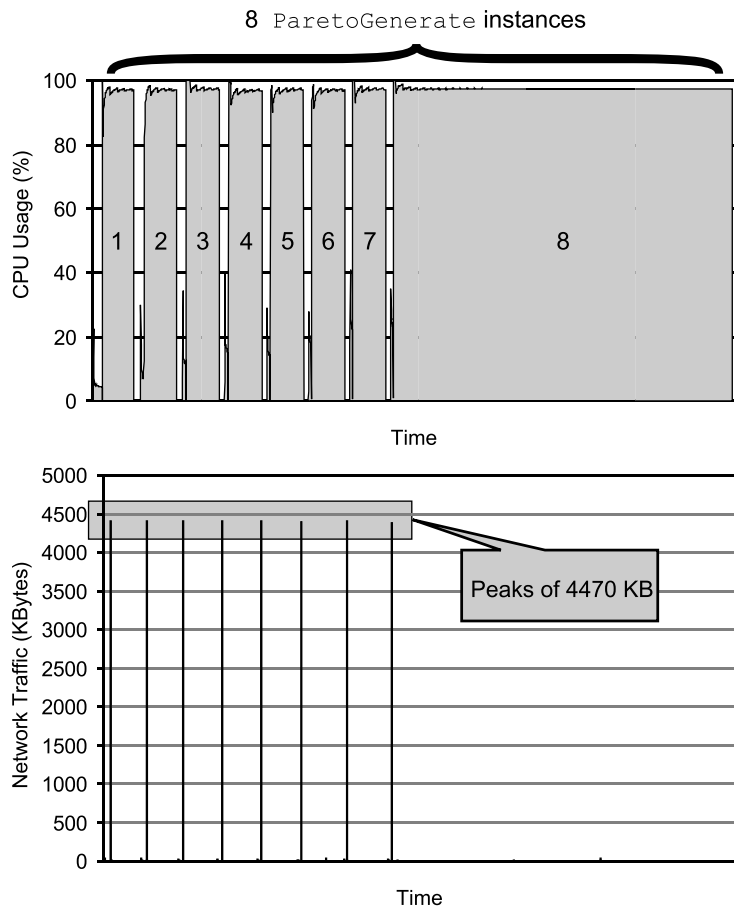 8 ParetoGenerate instances
100
80
60
40
20
0
CPU Usage (%)
1 2 3 4 5 6 7 8
Time
5000
4500
4000
3500
3000
2500
2000
1500
1000
500
0
Network Traffic (KBytes)
Peaks of 4470 KB
Time